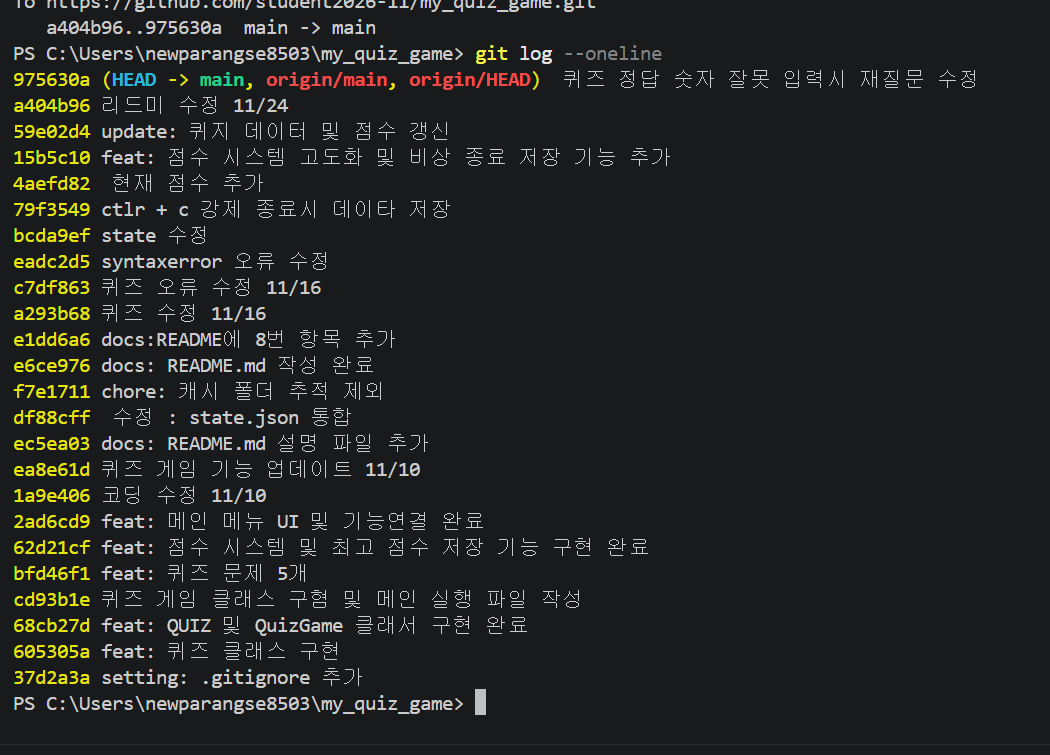 To https://github.com/student2026-11/my_quiz_game.git
a404b96..975630a  main -> main
PS C:\Users\newparangse8503\my_quiz_game> git log --oneline
975630a (HEAD -> main, origin/main, origin/HEAD)  퀴즈 정답 숫자 잘못 입력시 재질문 수정
a404b96 리드미 수정 11/24
59e02d4 update: 퀴지 데이터 및 점수 갱신
15b5c10 feat: 점수 시스템 고도화 및 비상 종료 저장 기능 추가
4aefd82  현재 점수 추가
79f3549 ctlr + c 강제 종료시 데이타 저장
bcda9ef state 수정
eadc2d5 syntaxerror 오류 수정
c7df863 퀴즈 오류 수정 11/16
a293b68 퀴즈 수정 11/16
e1dd6a6 docs:README에 8번 항목 추가
e6ce976 docs: README.md 작성 완료
f7e1711 chore: 캐시 폴더 추적 제외
df88cff  수정 : state.json 통합
ec5ea03 docs: README.md 설명 파일 추가
ea8e61d 퀴즈 게임 기능 업데이트 11/10
1a9e406 코딩 수정 11/10
2ad6cd9 feat: 메인 메뉴 UI 및 기능연결 완료
62d21cf feat: 점수 시스템 및 최고 점수 저장 기능 구현 완료
bfd46f1 feat: 퀴즈 문제 5개
cd93b1e 퀴즈 게임 클래스 구혐 및 메인 실행 파일 작성
68cb27d feat: QUIZ 및 QuizGame 클래서 구현 완료
605305a feat: 퀴즈 클래스 구현
37d2a3a setting: .gitignore 추가
PS C:\Users\newparangse8503\my_quiz_game>